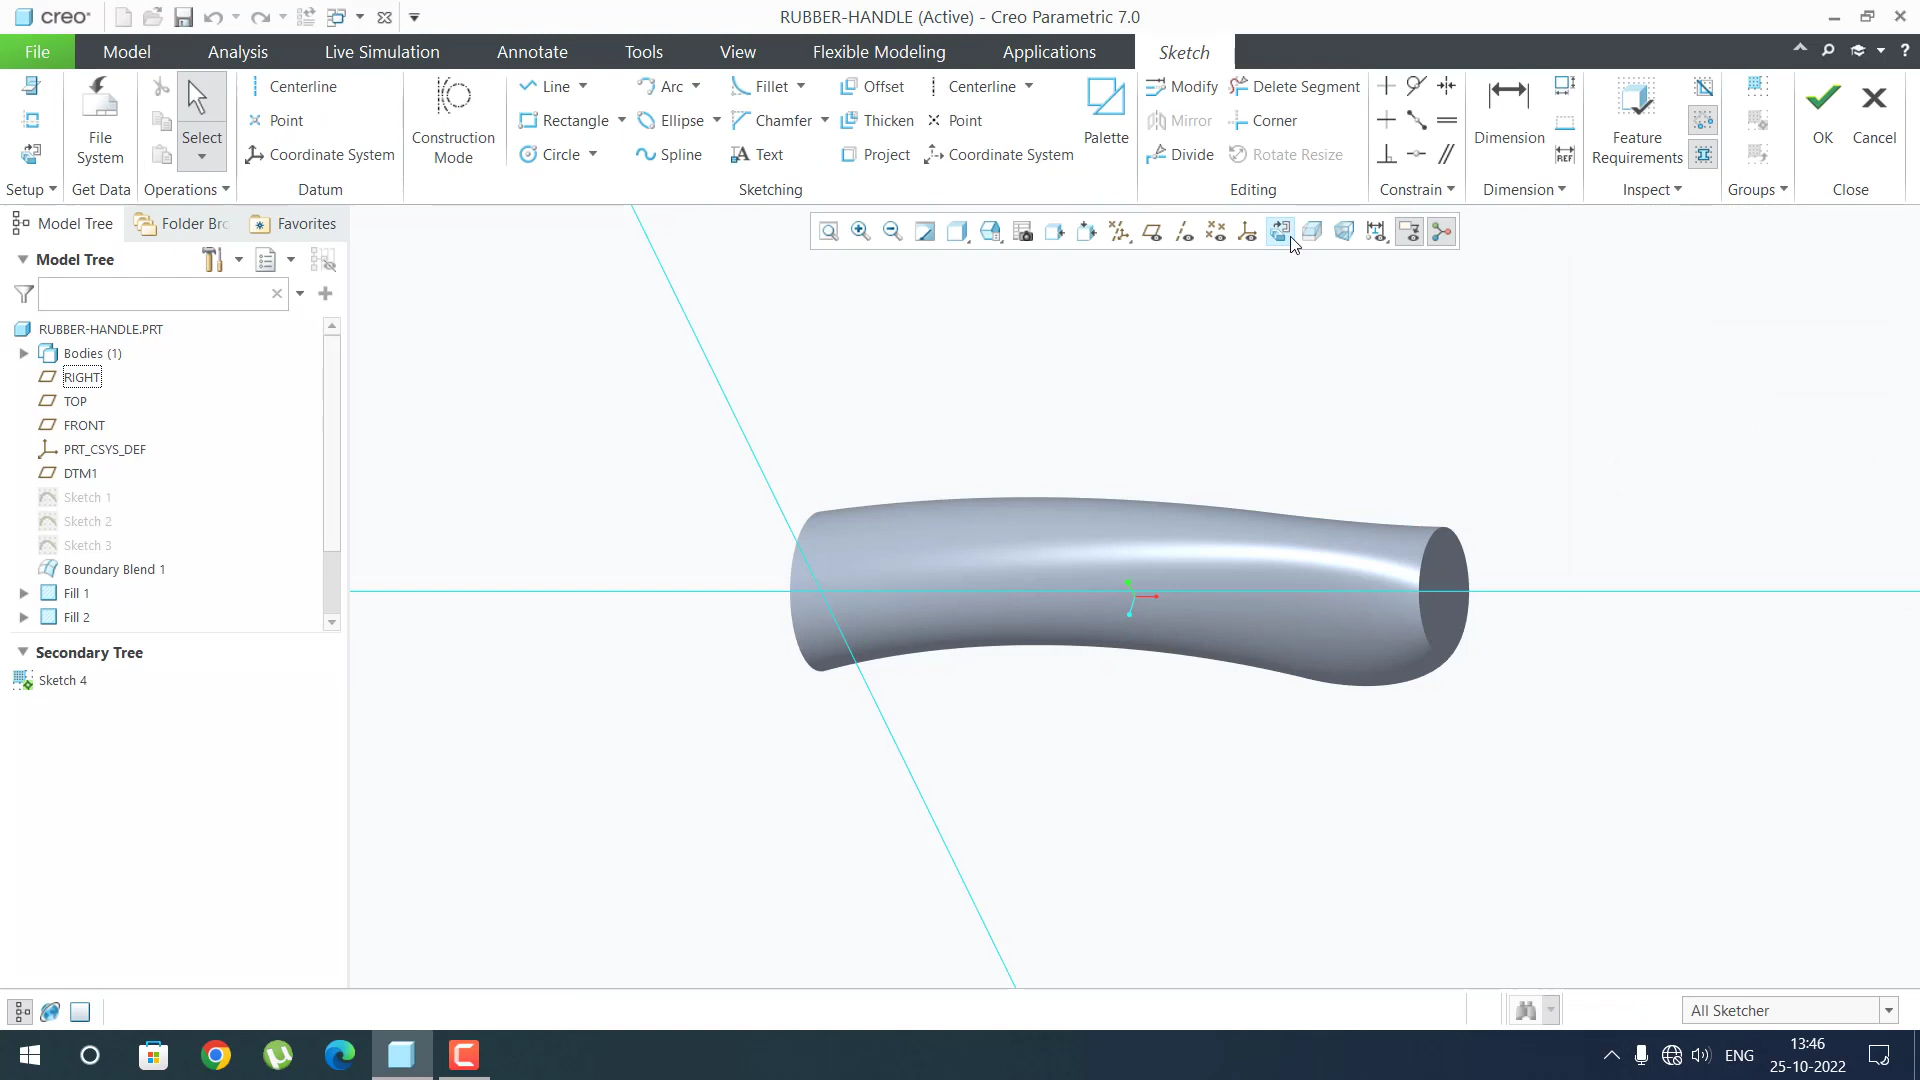 creo
RUBBER-HANDLE (Active) - Creo Parametric 7.0
File Model Analysis Live Simulation Annotate Tools View Flexible Modeling Applications Sketch
Setup
File System
Get Data
Select
Operations
Centerline
Point
Coordinate System
Datum
Construction Mode
Line Arc Fillet Offset Centerline
Rectangle Ellipse Chamfer Thicken Point
Circle Spline Text Project Coordinate System
Palette
Sketching
Modify Delete Segment
Mirror Corner
Divide Rotate Resize
Editing
Constrain
Dimension
REF
Dimension
Feature Requirements
Inspect
Groups
OK
Cancel
Close
Model Tree Folder Bro Favorites
Model Tree
RUBBER-HANDLE.PRT
Bodies (1)
RIGHT
TOP
FRONT
PRT_CSYS_DEF
DTM1
Sketch 1
Sketch 2
Sketch 3
Boundary Blend 1
Fill 1
Fill 2
Secondary Tree
Sketch 4
All Sketcher
ENG
13:46
25-10-2022